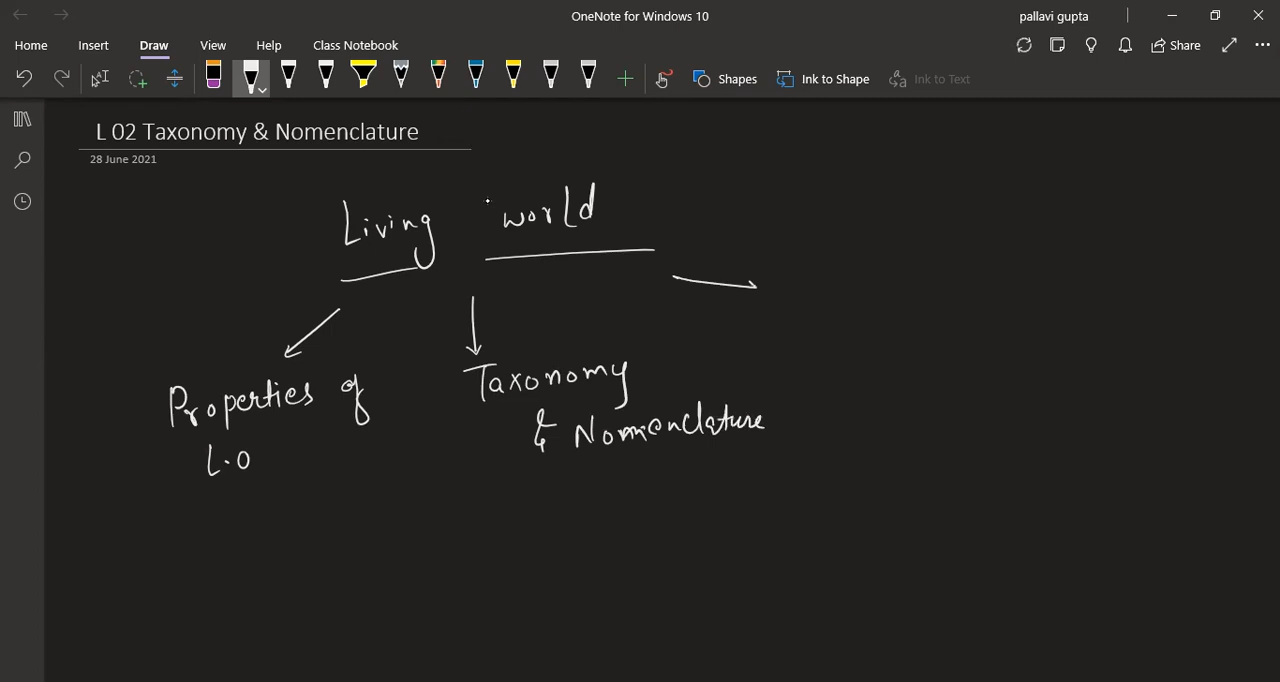 OneNote for Windows 10
pallavi gupta
Home Insert Draw View Help Class Notebook
Share
Shapes
Ink to Shape
Ink to Text
L 02 Taxonomy & Nomenclature
28 June 2021
Living world
Properties of
L.O
Taxonomy
& Nomenclature